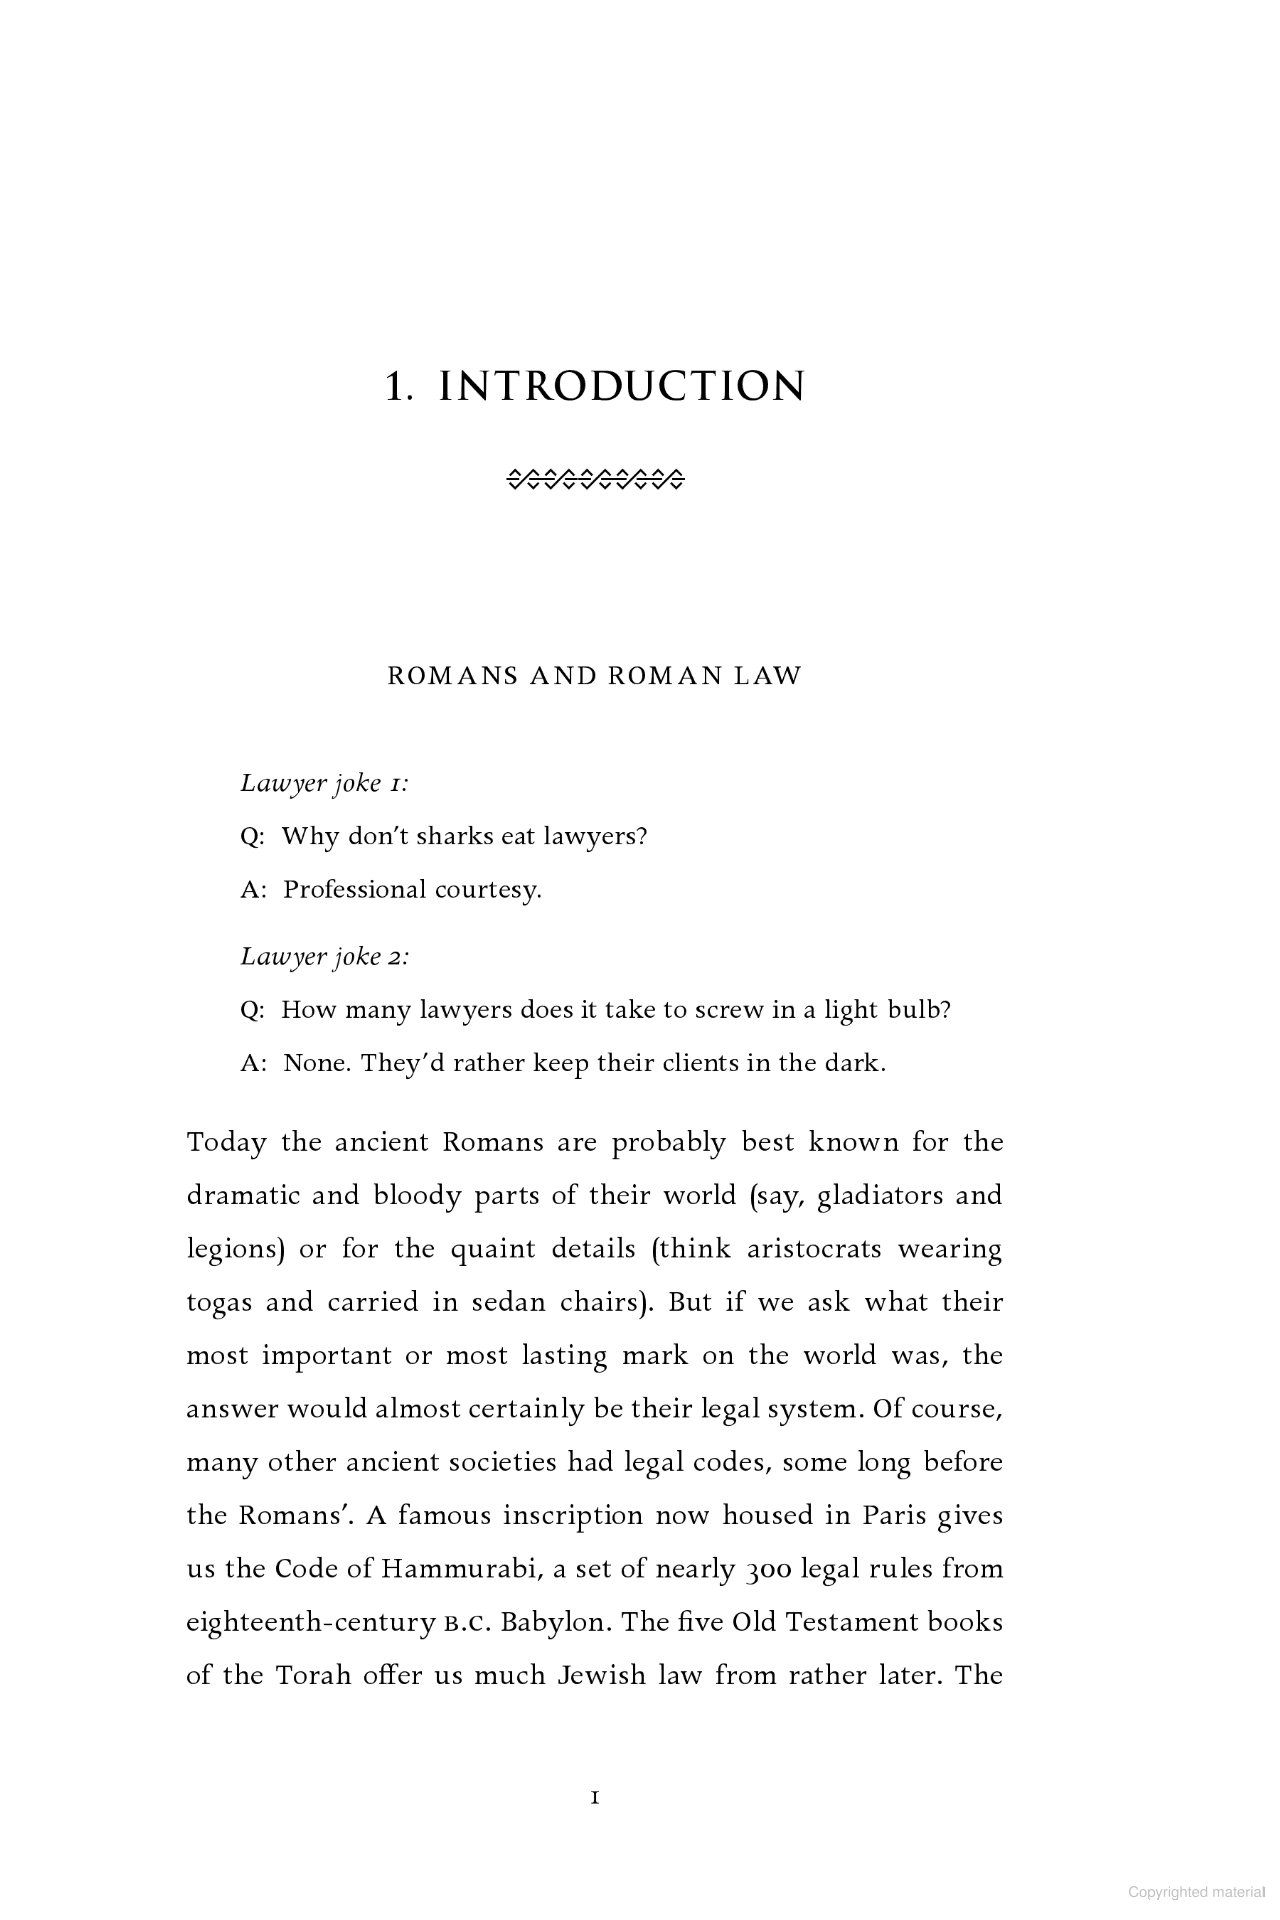 1. INTRODUCTION
ROMANS AND ROMAN LAW
Lawyer joke 1:
Q: Why don’t sharks eat lawyers?
A: Professional courtesy.
Lawyer joke 2:
Q: How many lawyers does it take to screw in a light bulb?
A: None. They’d rather keep their clients in the dark.
Today the ancient Romans are probably best known for the
dramatic and bloody parts of their world (say, gladiators and
legions) or for the quaint details (think aristocrats wearing
togas and carried in sedan chairs). But if we ask what their
most important or most lasting mark on the world was, the
answer would almost certainly be their legal system. Of course,
many other ancient societies had legal codes, some long before
the Romans’. A famous inscription now housed in Paris gives
us the Code of Hammurabi, a set of nearly 300 legal rules from
eighteenth-century B.C. Babylon. The five Old Testament books
of the Torah offer us much Jewish law from rather later. The
1
Copyrighted material